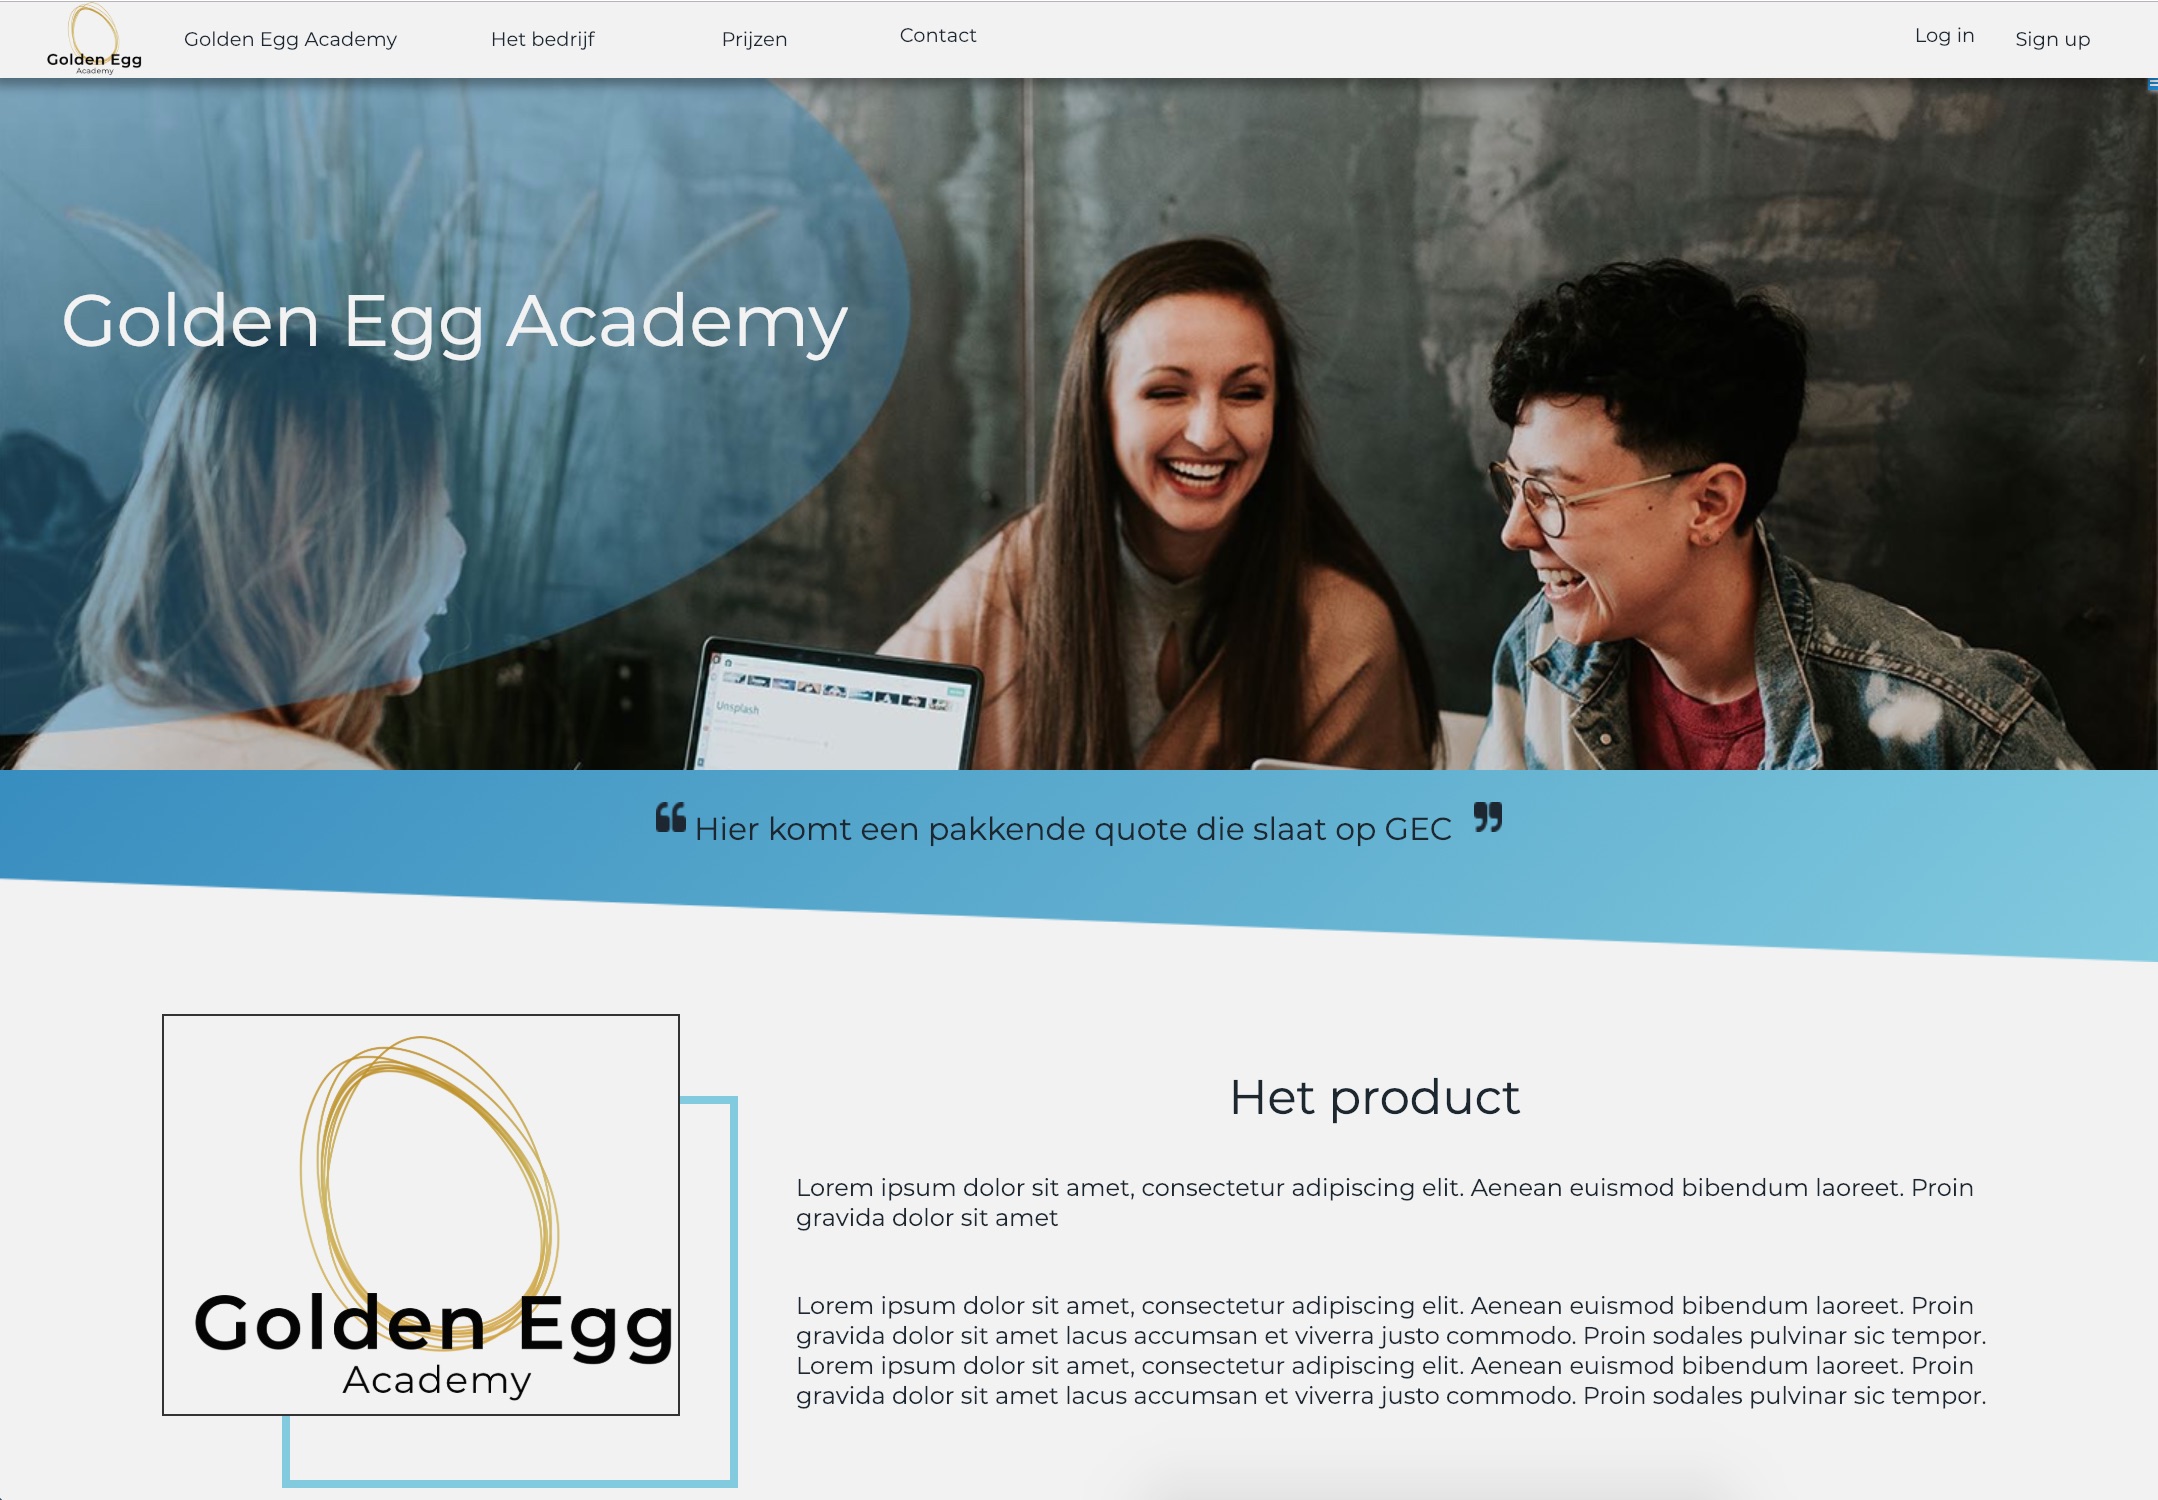 Golden Egg
Academy
Golden Egg Academy
Het bedrijf
Prijzen
Contact
Log in
Sign up
Golden Egg Academy
Unsplash
❝ Hier komt een pakkende quote die slaat op GEC ❞
Golden Egg
Academy
Het product
Lorem ipsum dolor sit amet, consectetur adipiscing elit. Aenean euismod bibendum laoreet. Proin
gravida dolor sit amet
Lorem ipsum dolor sit amet, consectetur adipiscing elit. Aenean euismod bibendum laoreet. Proin
gravida dolor sit amet lacus accumsan et viverra justo commodo. Proin sodales pulvinar sic tempor.
Lorem ipsum dolor sit amet, consectetur adipiscing elit. Aenean euismod bibendum laoreet. Proin
gravida dolor sit amet lacus accumsan et viverra justo commodo. Proin sodales pulvinar sic tempor.